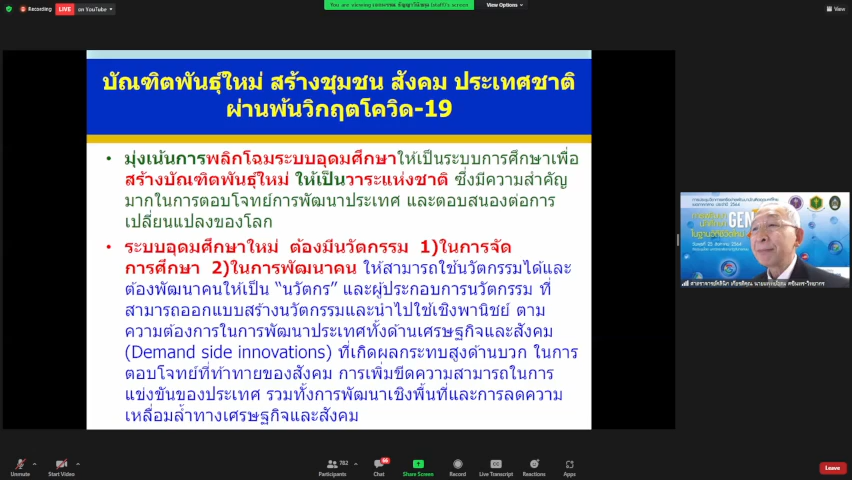 Recording
LIVE
on YouTube
You are viewing
screen
View Options
View
บัณฑิตพันธุ์ใหม่ สร้างชุมชน สังคม ประเทศชาติ
ผ่านพ้นวิกฤตโควิด-19
• มุ่งเน้นการพลิกโฉมระบบอุดมศึกษาให้เป็นระบบการศึกษาเพื่อ
สร้างบัณฑิตพันธุ์ใหม่ ให้เป็นวาระแห่งชาติ ซึ่งมีความสำคัญ
มากในการตอบโจทย์การพัฒนาประเทศ และตอบสนองต่อการ
เปลี่ยนแปลงของโลก
• ระบบอุดมศึกษาใหม่ ต้องมีนวัตกรรม 1)ในการจัด
การศึกษา 2)ในการพัฒนาคน ให้สามารถใช้นวัตกรรมได้และ
ต้องพัฒนาคนให้เป็น “นวัตกร” และผู้ประกอบการนวัตกรรม ที่
สามารถออกแบบสร้างนวัตกรรมและนำไปใช้เชิงพานิชย์ ตาม
ความต้องการในการพัฒนาประเทศทั้งด้านเศรษฐกิจและสังคม
(Demand side innovations) ที่เกิดผลกระทบสูงด้านบวก ในการ
ตอบโจทย์ที่ท้าทายของสังคม การเพิ่มขีดความสามารถในการ
แข่งขันของประเทศ รวมทั้งการพัฒนาเชิงพื้นที่และการลดความ
เหลื่อมล้ำทางเศรษฐกิจและสังคม
GEN
Unmute
Start Video
782
Participants
Chat
Share Screen
Record
Live Transcript
Reactions
Apps
Leave